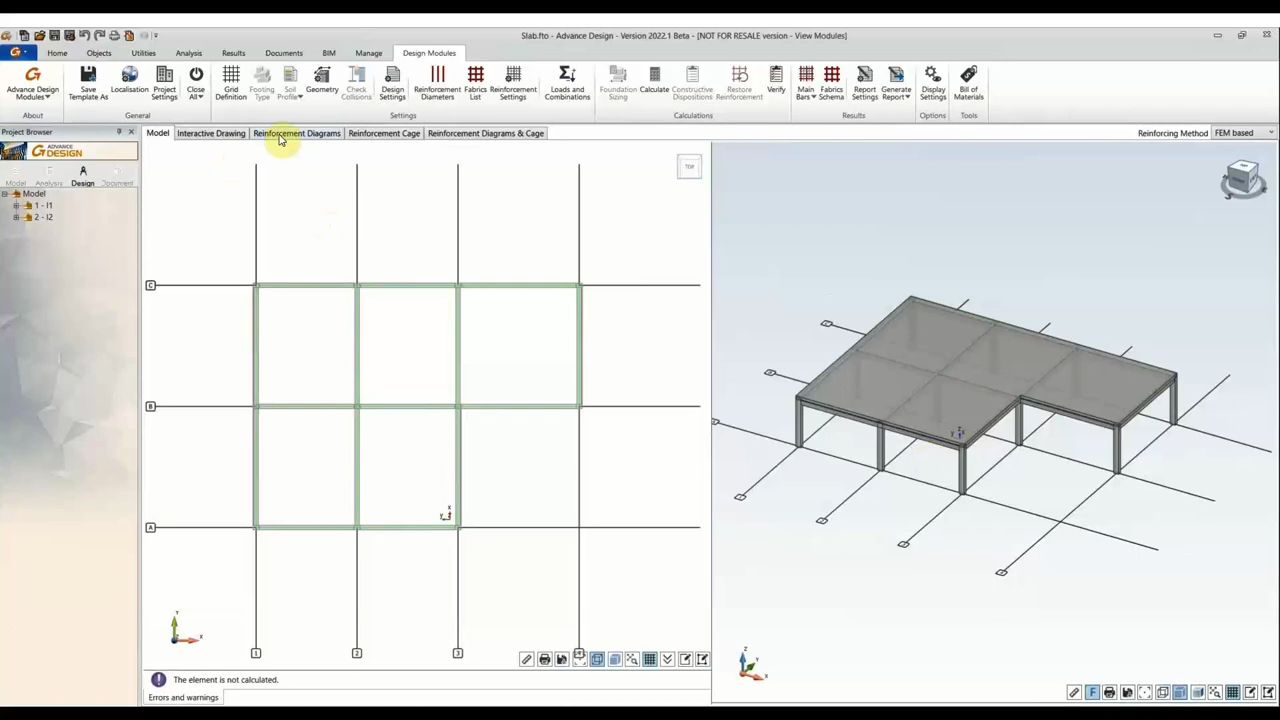 Slab.fto - Advance Design - Version 2022.1 Beta - [NOT FOR RESALE version - View Modules]
Home Objects Utilities Analysis Results Documents BIM Manage Design Modules
Advance Design Modules
Save Template As
Localisation
Project Settings
Close All
Grid Definition
Footing Type
Soil Profile
Geometry
Check Collisions
Design Settings
Reinforcement Diameters
Fabrics List
Reinforcement Settings
Loads and Combinations
Foundation Sizing
Calculate
Constructive Dispositions
Restore Reinforcement
Verify
Main Bars
Fabrics Schema
Report Settings
Generate Report
Display Settings
Bill of Materials
About General Settings Calculations Results Options Tools
Project Browser
Model Interactive Drawing Reinforcement Diagrams Reinforcement Cage Reinforcement Diagrams & Cage Reinforcing Method FEM based
ADVANCE DESIGN
Model Analysis Design Document
Model
1 - I1
2 - I2
TOP
C
B
A
1 2 3
The element is not calculated.
Errors and warnings